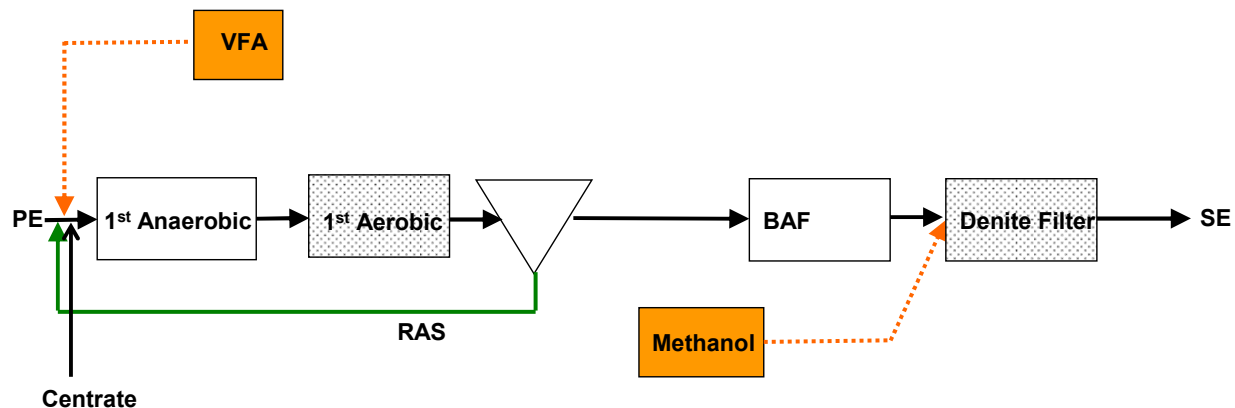 VFA
PE
1st Anaerobic
1st Aerobic
BAF
Denite Filter
SE
RAS
Methanol
Centrate